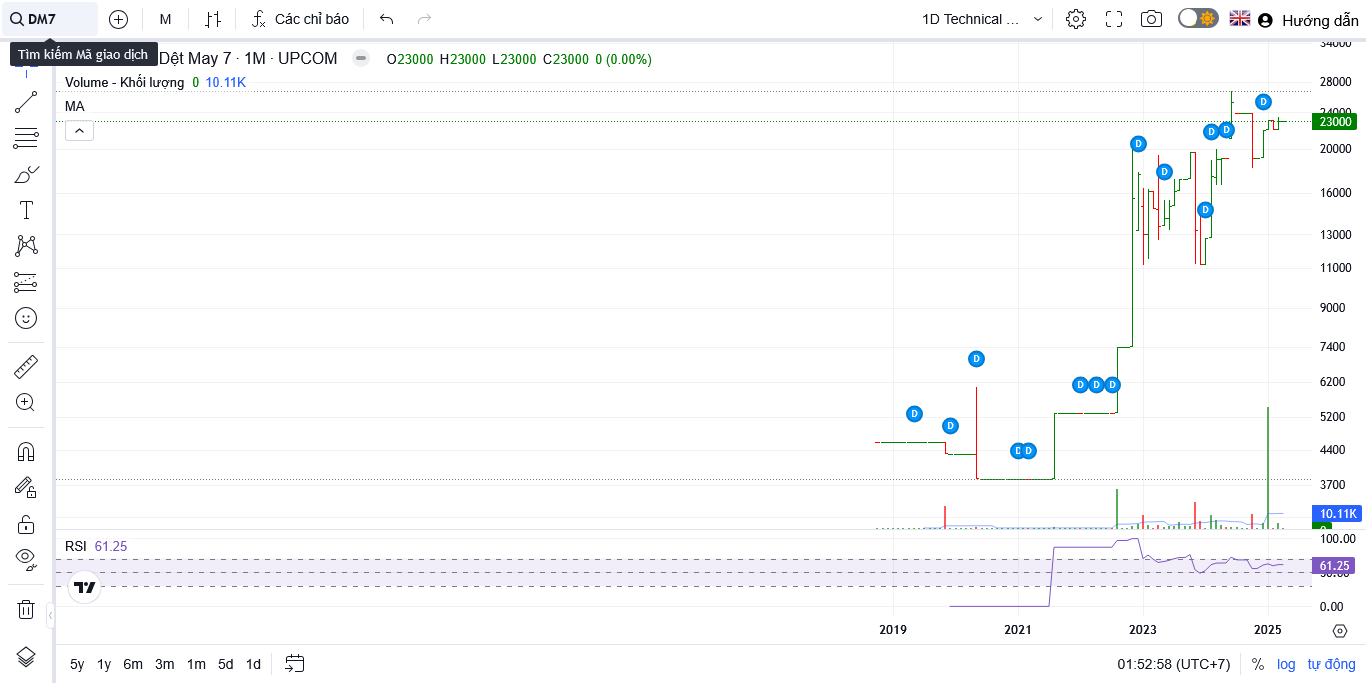 DM7
M
Các chỉ báo
1D Technical ...
Hướng dẫn
Tìm kiếm Mã giao dịch
Dệt May 7 · 1M · UPCOM
O23000 H23000 L23000 C23000 0 (0.00%)
Volume - Khối lượng 0 10.11K
MA
34000
28000
24000
23000
20000
16000
13000
11000
9000
7400
6200
5200
4400
3700
10.11K
0
D
D
D
D
D
D
D
D
D
D
D
D
D
D
RSI 61.25
100.00
61.25
50.00
0.00
2019 2021 2023 2025
5y 1y 6m 3m 1m 5d 1d
01:52:58 (UTC+7) % log tự động